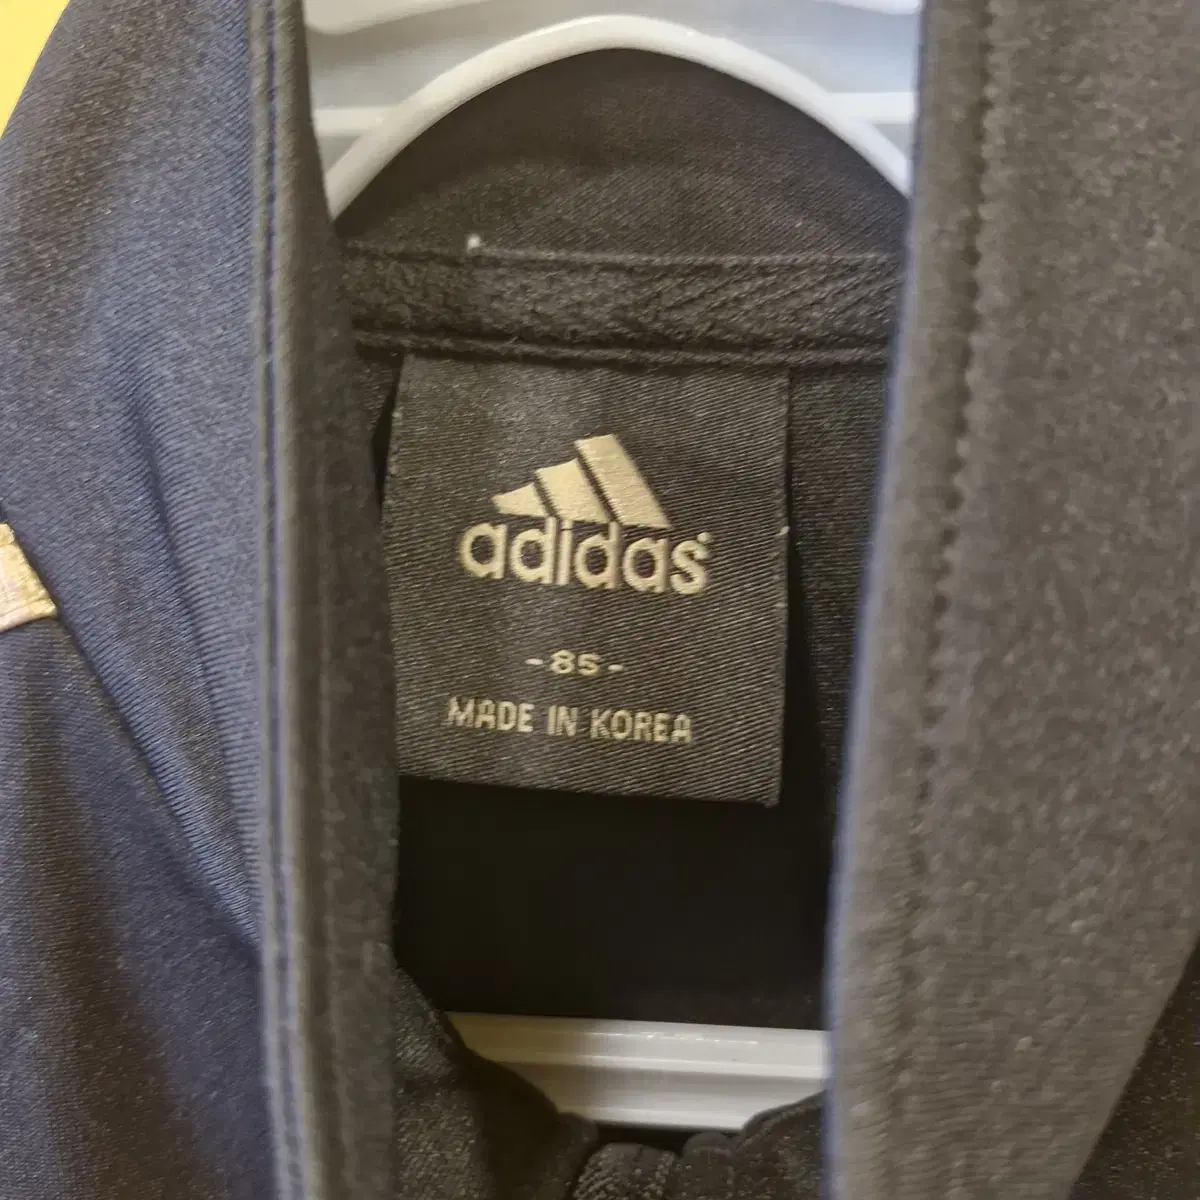 adidas
-85-
MADE IN KOREA